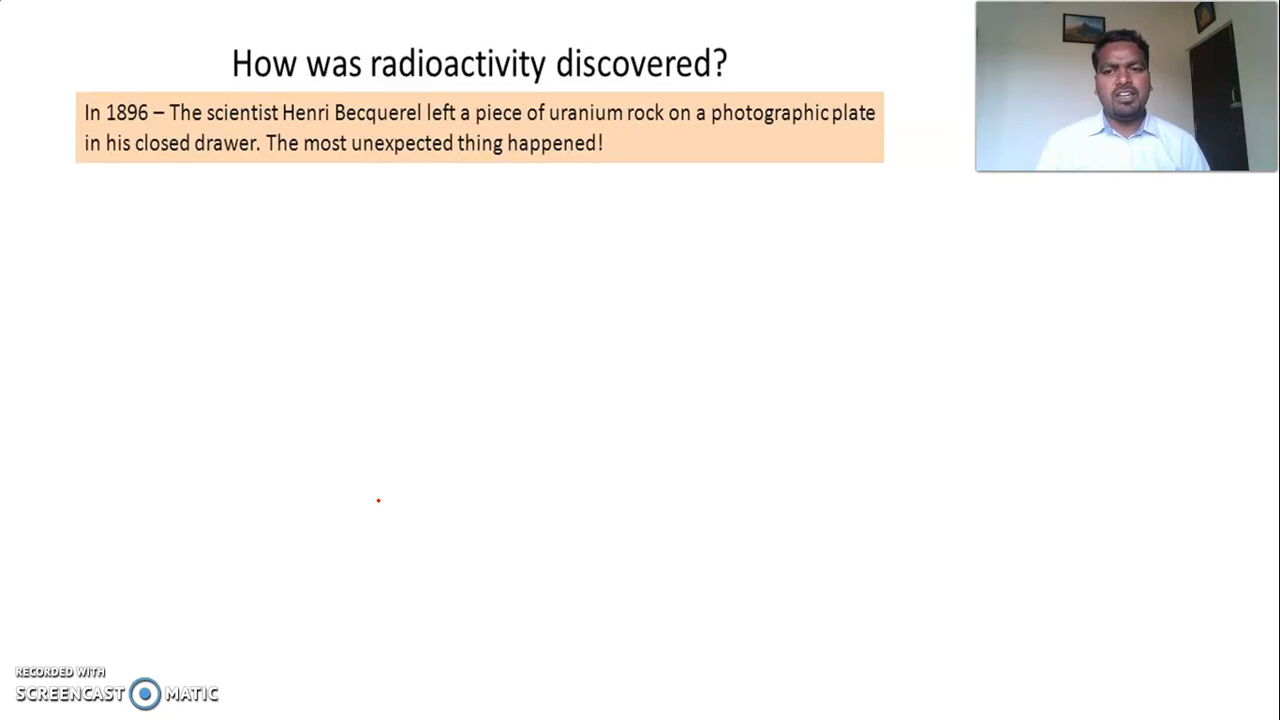 How was radioactivity discovered?
In 1896 – The scientist Henri Becquerel left a piece of uranium rock on a photographic plate
in his closed drawer. The most unexpected thing happened!
RECORDED WITH
SCREENCAST MATIC